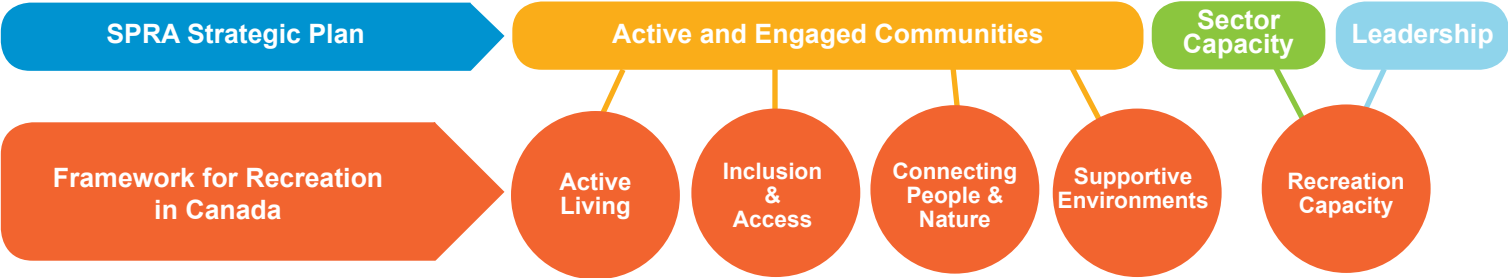 SPRA Strategic Plan
Active and Engaged Communities
Sector
Capacity
Leadership
Framework for Recreation
in Canada
Active
Living
Inclusion
&
Access
Connecting
People &
Nature
Supportive
Environments
Recreation
Capacity